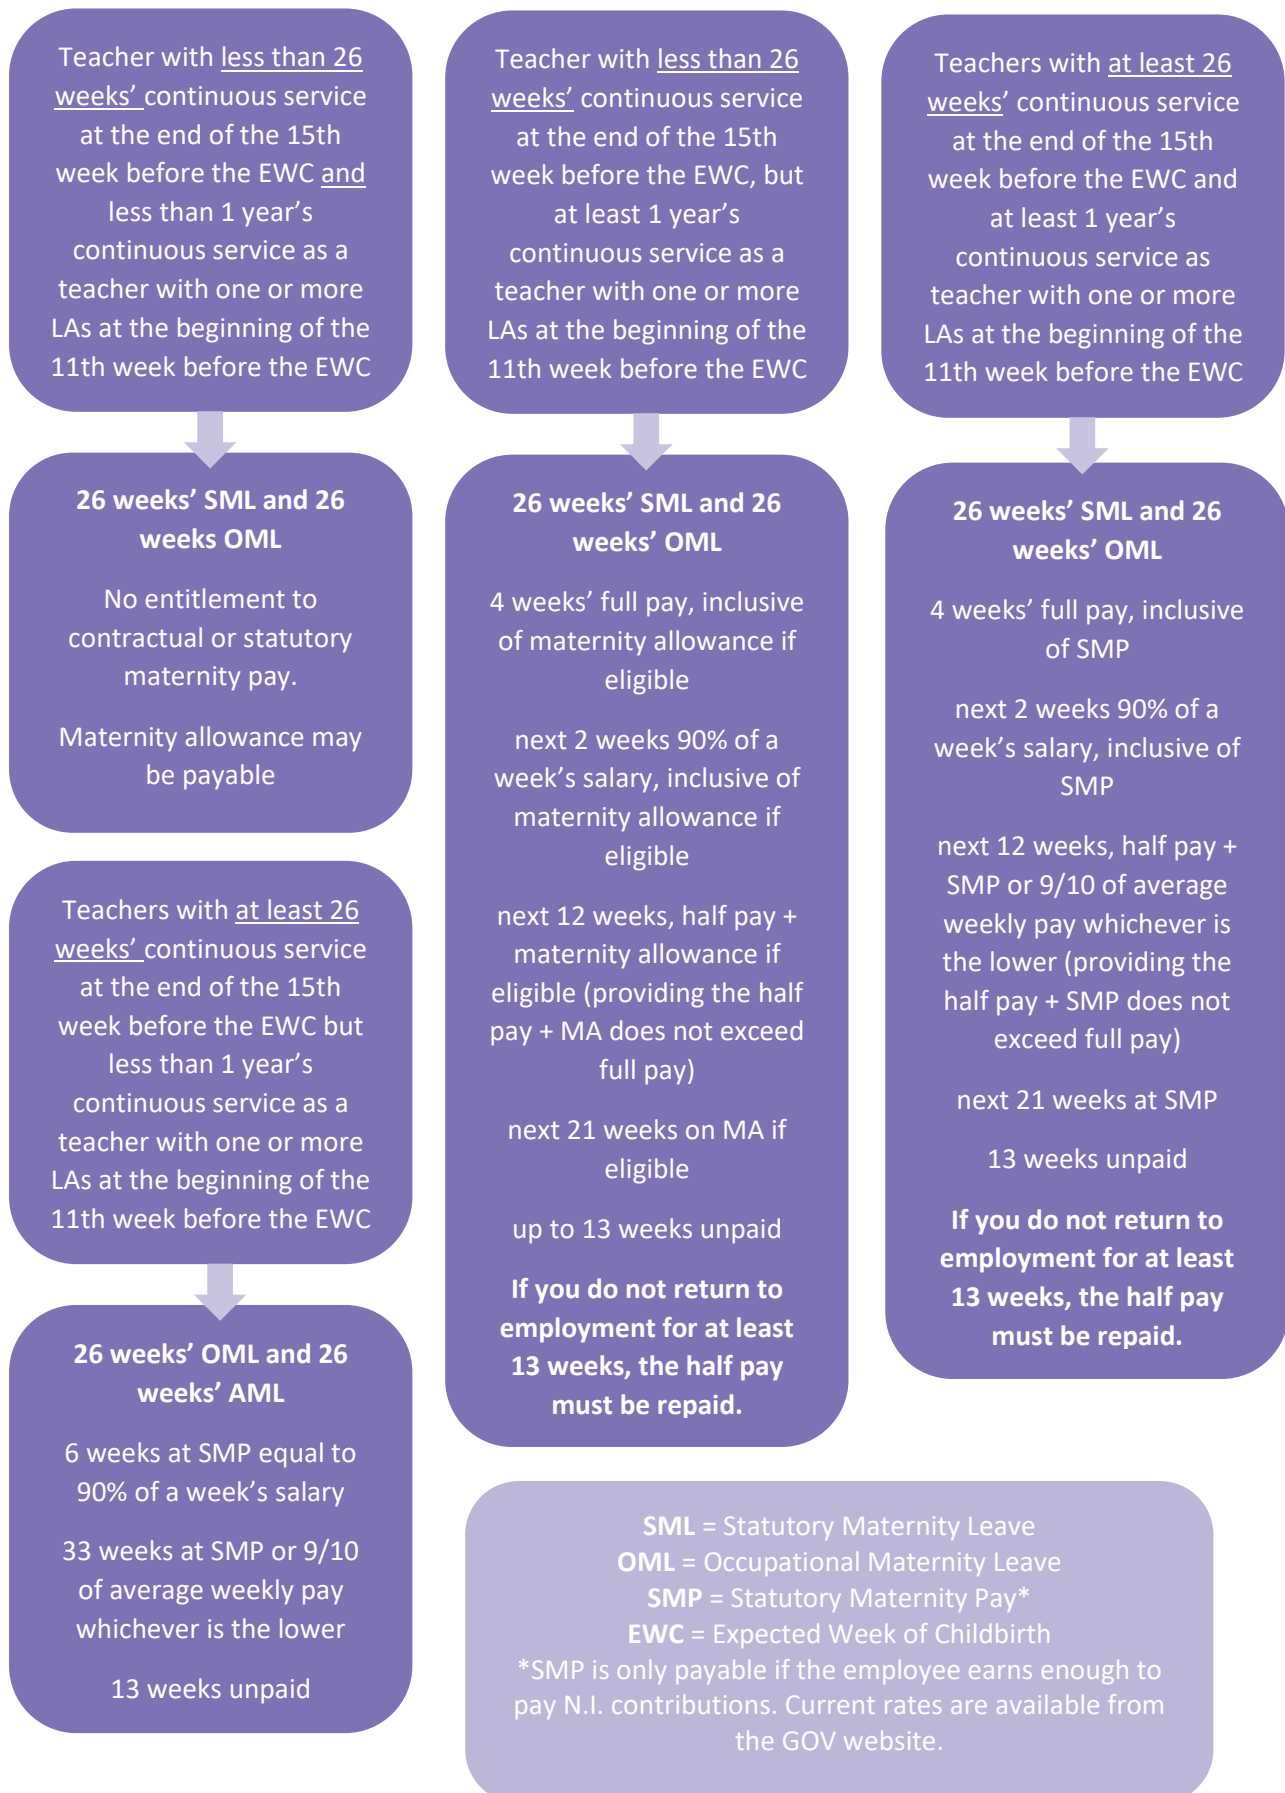 Teacher with less than 26
weeks’ continuous service
at the end of the 15th
week before the EWC and
less than 1 year’s
continuous service as a
teacher with one or more
LAs at the beginning of the
11th week before the EWC
26 weeks’ SML and 26
weeks OML
No entitlement to
contractual or statutory
maternity pay.
Maternity allowance may
be payable
Teachers with at least 26
weeks’ continuous service
at the end of the 15th
week before the EWC but
less than 1 year’s
continuous service as a
teacher with one or more
LAs at the beginning of the
11th week before the EWC
26 weeks’ OML and 26
weeks’ AML
6 weeks at SMP equal to
90% of a week’s salary
33 weeks at SMP or 9/10
of average weekly pay
whichever is the lower
13 weeks unpaid
Teacher with less than 26
weeks’ continuous service
at the end of the 15th
week before the EWC, but
at least 1 year’s
continuous service as a
teacher with one or more
LAs at the beginning of the
11th week before the EWC
26 weeks’ SML and 26
weeks’ OML
4 weeks’ full pay, inclusive
of maternity allowance if
eligible
next 2 weeks 90% of a
week’s salary, inclusive of
maternity allowance if
eligible
next 12 weeks, half pay +
maternity allowance if
eligible (providing the half
pay + MA does not exceed
full pay)
next 21 weeks on MA if
eligible
up to 13 weeks unpaid
If you do not return to
employment for at least
13 weeks, the half pay
must be repaid.
Teachers with at least 26
weeks’ continuous service
at the end of the 15th
week before the EWC and
at least 1 year’s
continuous service as
teacher with one or more
LAs at the beginning of the
11th week before the EWC
26 weeks’ SML and 26
weeks’ OML
4 weeks’ full pay, inclusive
of SMP
next 2 weeks 90% of a
week’s salary, inclusive of
SMP
next 12 weeks, half pay +
SMP or 9/10 of average
weekly pay whichever is
the lower (providing the
half pay + SMP does not
exceed full pay)
next 21 weeks at SMP
13 weeks unpaid
If you do not return to
employment for at least
13 weeks, the half pay
must be repaid.
SML = Statutory Maternity Leave
OML = Occupational Maternity Leave
SMP = Statutory Maternity Pay*
EWC = Expected Week of Childbirth
*SMP is only payable if the employee earns enough to
pay N.I. contributions. Current rates are available from
the GOV website.